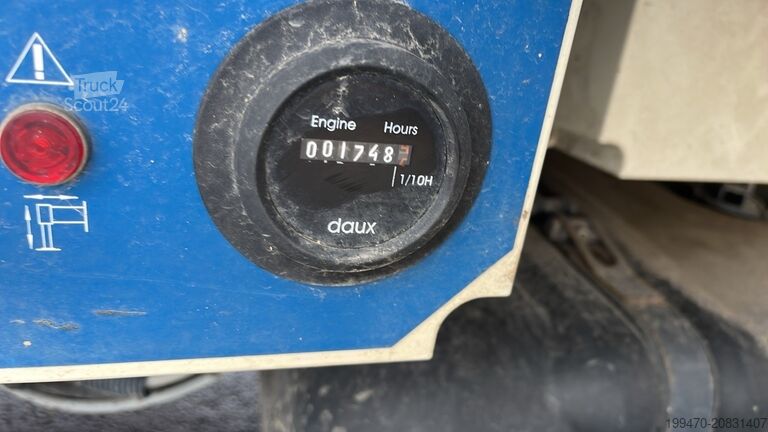 Truck
Scout24
Engine Hours
001748
1/10H
daux
199470-20831407